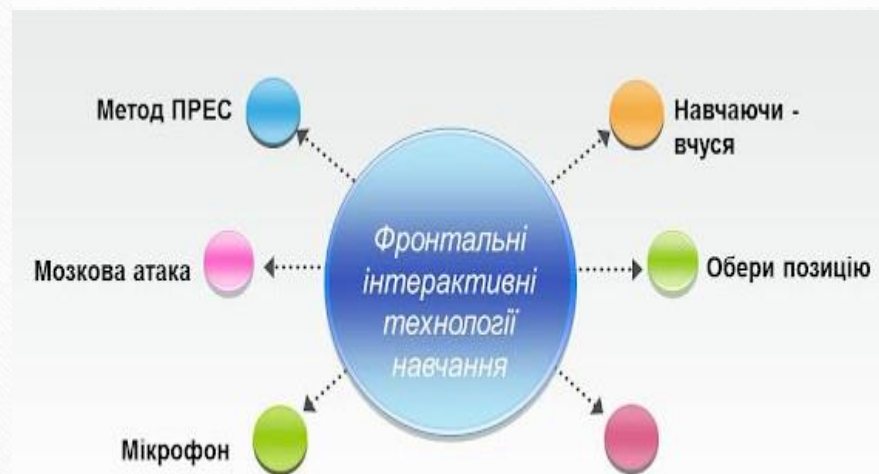 Метод ПРЕС
Навчаючи -
вчуся
Мозкова атака
Обери позицію
Фронтальні
інтерактивні
технології
навчання
Мікрофон